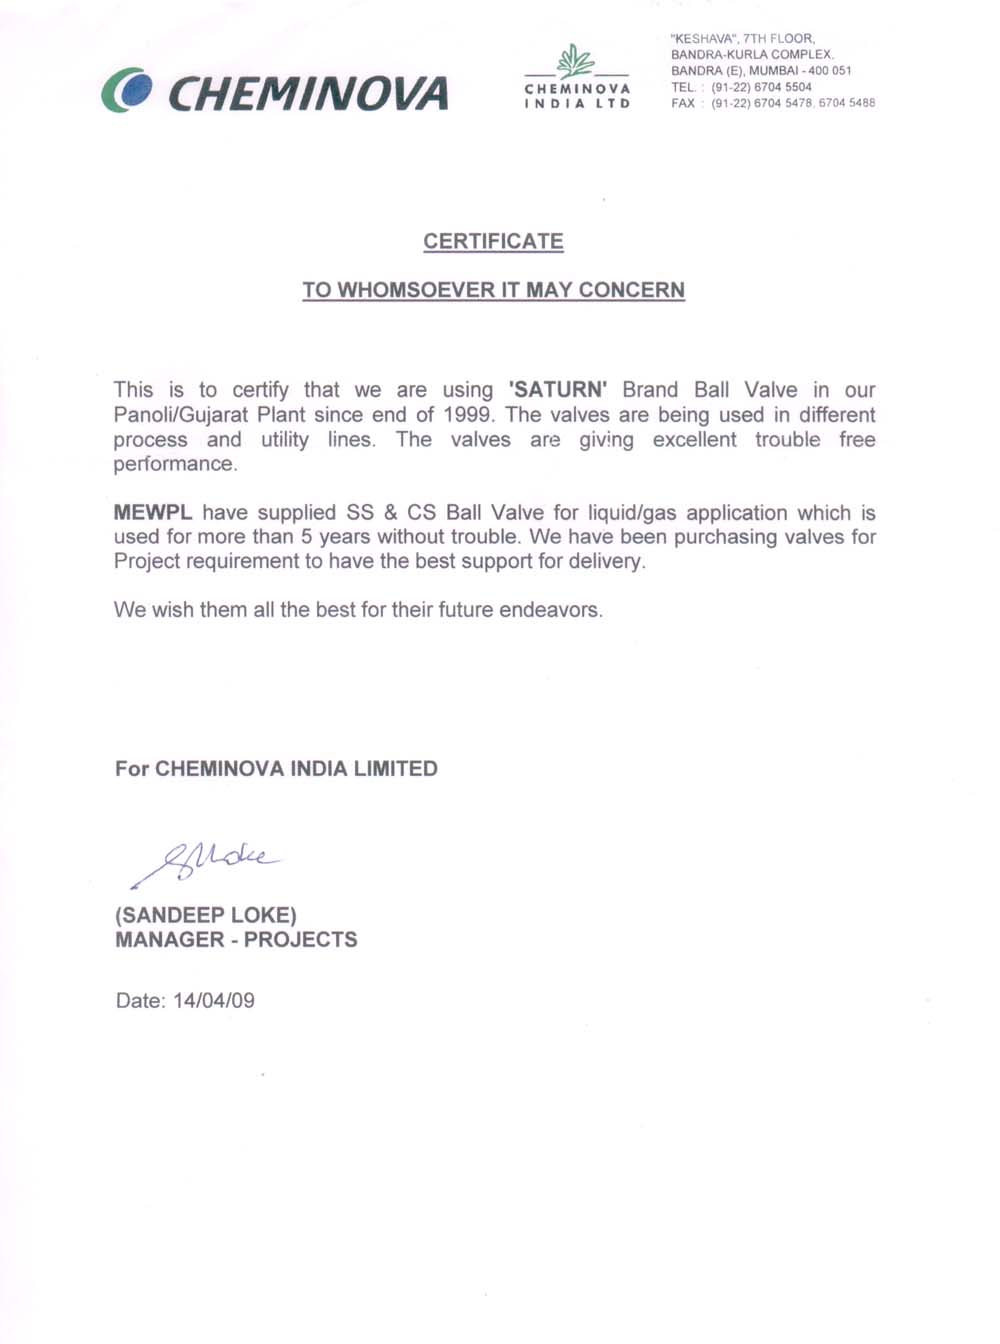 CHEMINOVA
CHEMINOVA
INDIA LTD
"KESHAVA", 7TH FLOOR,
BANDRA-KURLA COMPLEX.
BANDRA (E), MUMBAI - 400 051
TEL. : (91-22) 6704 5504
FAX : (91-22) 6704 5478, 6704 5488
CERTIFICATE
TO WHOMSOEVER IT MAY CONCERN
This is to certify that we are using 'SATURN' Brand Ball Valve in our
Panoli/Gujarat Plant since end of 1999. The valves are being used in different
process and utility lines. The valves are giving excellent trouble free
performance.
MEWPL have supplied SS & CS Ball Valve for liquid/gas application which is
used for more than 5 years without trouble. We have been purchasing valves for
Project requirement to have the best support for delivery.
We wish them all the best for their future endeavors.
For CHEMINOVA INDIA LIMITED
(SANDEEP LOKE)
MANAGER - PROJECTS
Date: 14/04/09